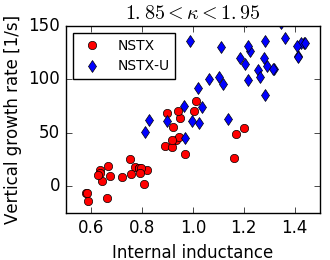 1.85 < κ < 1.95
Vertical growth rate [1/s]
150
100
50
0
NSTX
NSTX-U
0.6 0.8 1.0 1.2 1.4
Internal inductance